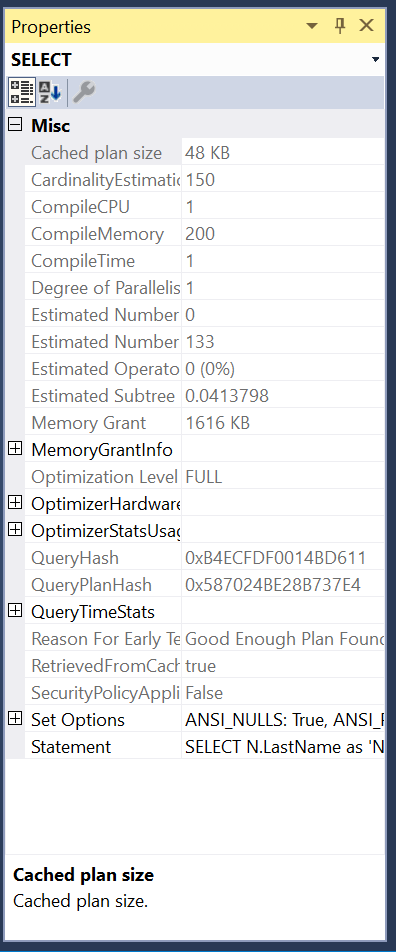 Properties
SELECT
Misc
Cached plan size 48 KB
CardinalityEstimatic 150
CompileCPU 1
CompileMemory 200
CompileTime 1
Degree of Parallelis 1
Estimated Number 0
Estimated Number 133
Estimated Operato 0 (0%)
Estimated Subtree 0.0413798
Memory Grant 1616 KB
MemoryGrantInfo
Optimization Level FULL
OptimizerHardware
OptimizerStatsUsag
QueryHash 0xB4ECFDF0014BD611
QueryPlanHash 0x587024BE28B737E4
QueryTimeStats
Reason For Early Te Good Enough Plan Found
RetrievedFromCach true
SecurityPolicyAppli False
Set Options ANSI_NULLS: True, ANSI_P
Statement SELECT N.LastName as 'N
Cached plan size
Cached plan size.